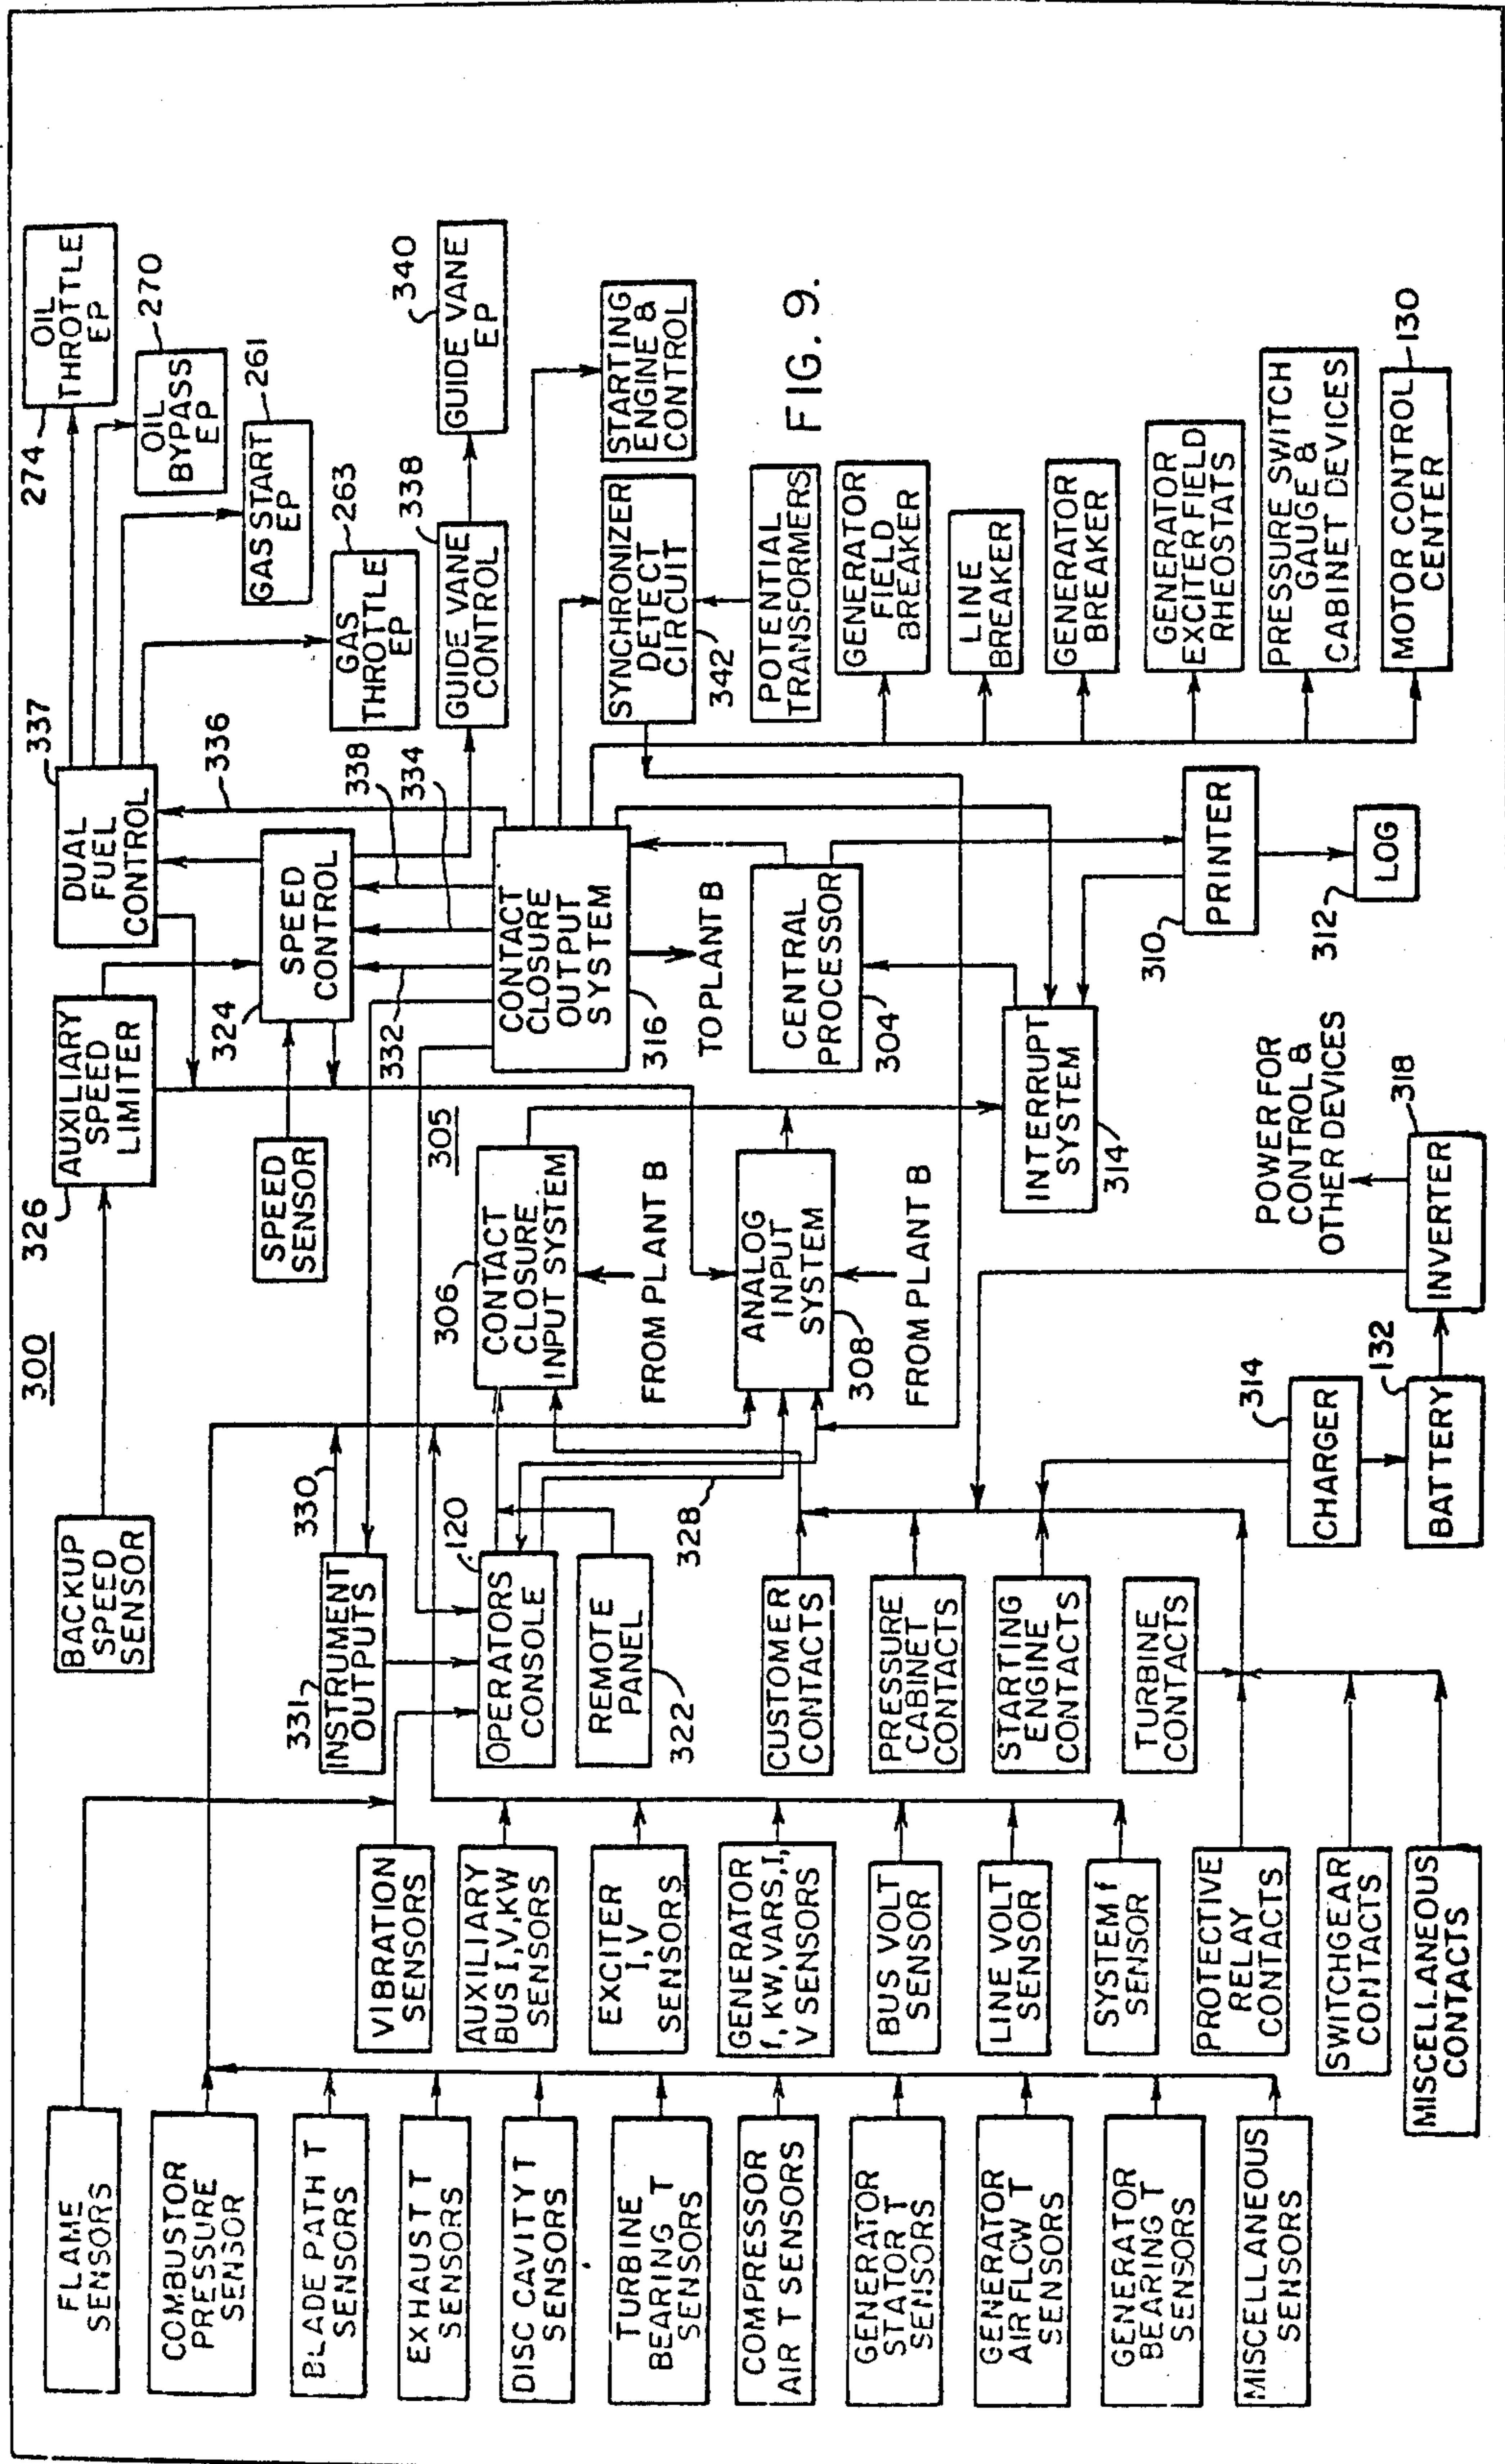 300
FLAME
SENSORS
COMBUSTOR
PRESSURE
SENSOR
BLADE PATH T
SENSORS
EXHAUST T
SENSORS
DISC CAVITY T
SENSORS
TURBINE
BEARING T
SENSORS
COMPRESSOR
AIR T SENSORS
GENERATOR
STATOR T
SENSORS
GENERATOR
AIRFLOW T
SENSORS
GENERATOR
BEARING T
SENSORS
MISCELLANEOUS
SENSORS
VIBRATION
SENSORS
AUXILIARY
BUS I,V,KW
SENSORS
EXCITER
I,V
SENSORS
GENERATOR
f,KW,VARS,I,
V SENSORS
BUS VOLT
SENSOR
LINE VOLT
SENSOR
SYSTEM f
SENSOR
PROTECTIVE
RELAY
CONTACTS
SWITCHGEAR
CONTACTS
MISCELLANEOUS
CONTACTS
BACKUP
SPEED
SENSOR
331
INSTRUMENT
OUTPUTS
330
120
OPERATORS
CONSOLE
REMOTE
PANEL
322
328
CUSTOMER
CONTACTS
PRESSURE
CABINET
CONTACTS
STARTING
ENGINE
CONTACTS
TURBINE
CONTACTS
314
CHARGER
132
BATTERY
326
AUXILIARY
SPEED
LIMITER
SPEED
SENSOR
305
306
CONTACT
CLOSURE
INPUT SYSTEM
FROM PLANT B
ANALOG
INPUT
SYSTEM
308
FROM PLANT B
INTERRUPT
SYSTEM
314
POWER FOR
CONTROL &
OTHER DEVICES
318
INVERTER
337
DUAL
FUEL
CONTROL
336
324
SPEED
CONTROL
338
334
332
CONTACT
CLOSURE
OUTPUT
SYSTEM
316
TO PLANT B
CENTRAL
PROCESSOR
304
310
PRINTER
312
LOG
274
OIL
THROTTLE
EP
270
OIL
BYPASS
EP
261
GAS START
EP
263
GAS
THROTTLE
EP
338
GUIDE VANE
CONTROL
340
GUIDE VANE
EP
STARTING
ENGINE &
CONTROL
SYNCHRONIZER
DETECT
CIRCUIT
342
POTENTIAL
TRANSFORMERS
GENERATOR
FIELD
BREAKER
LINE
BREAKER
GENERATOR
BREAKER
GENERATOR
EXCITER FIELD
RHEOSTATS
PRESSURE SWITCH
GAUGE &
CABINET DEVICES
MOTOR CONTROL
CENTER
130
FIG. 9.